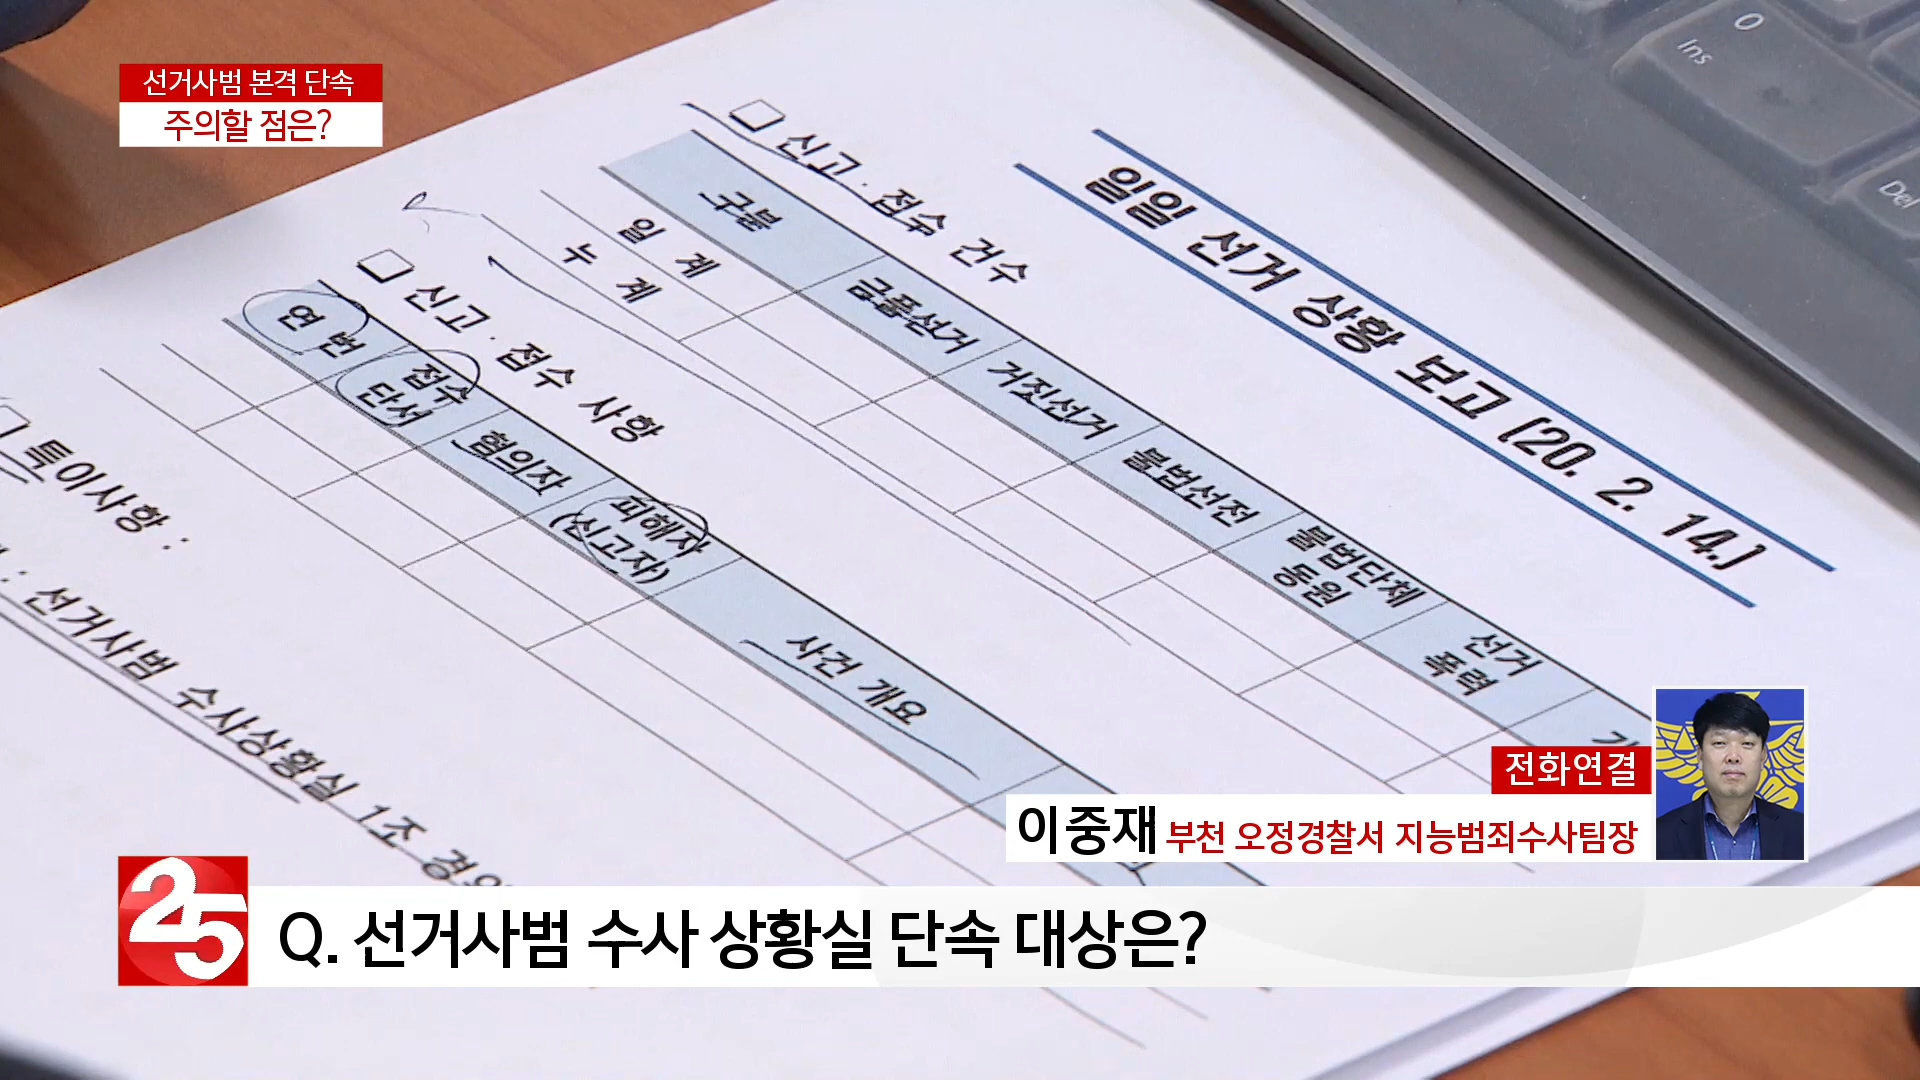 선거사범 본격 단속
주의할 점은?
O
Ins
Del
일일 선거 상황 보고 (20. 2. 14.)
□ 신고·접수 건수
구분
금품선거
거짓선거
불법선전
불법단체
동원
선거
폭력
일 계
누 계
□ 신고·접수 사항
연 번
접수
단서
혐의자
피해자
(신고자)
사건 개요
□ 특이사항 :
: 선거사범 수사상황실 1조 경위
전화연결
이중재 부천 오정경찰서 지능범죄수사팀장
25
Q. 선거사범 수사 상황실 단속 대상은?